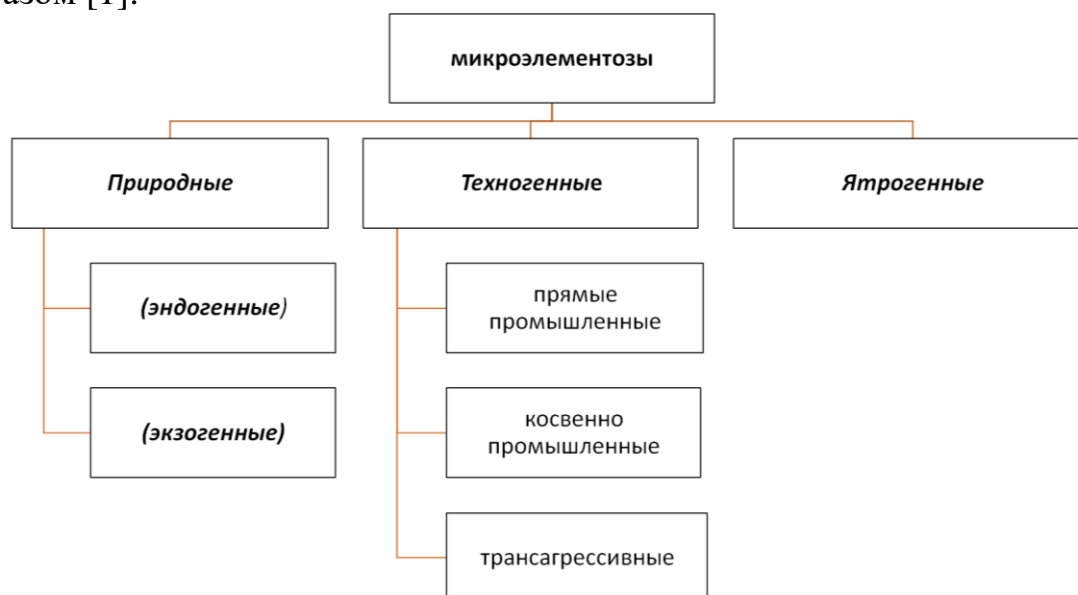 азом [1].
микроэлементозы
Природные
Техногенные
Ятрогенные
(эндогенные)
прямые
промышленные
(экзогенные)
косвенно
промышленные
трансагрессивные